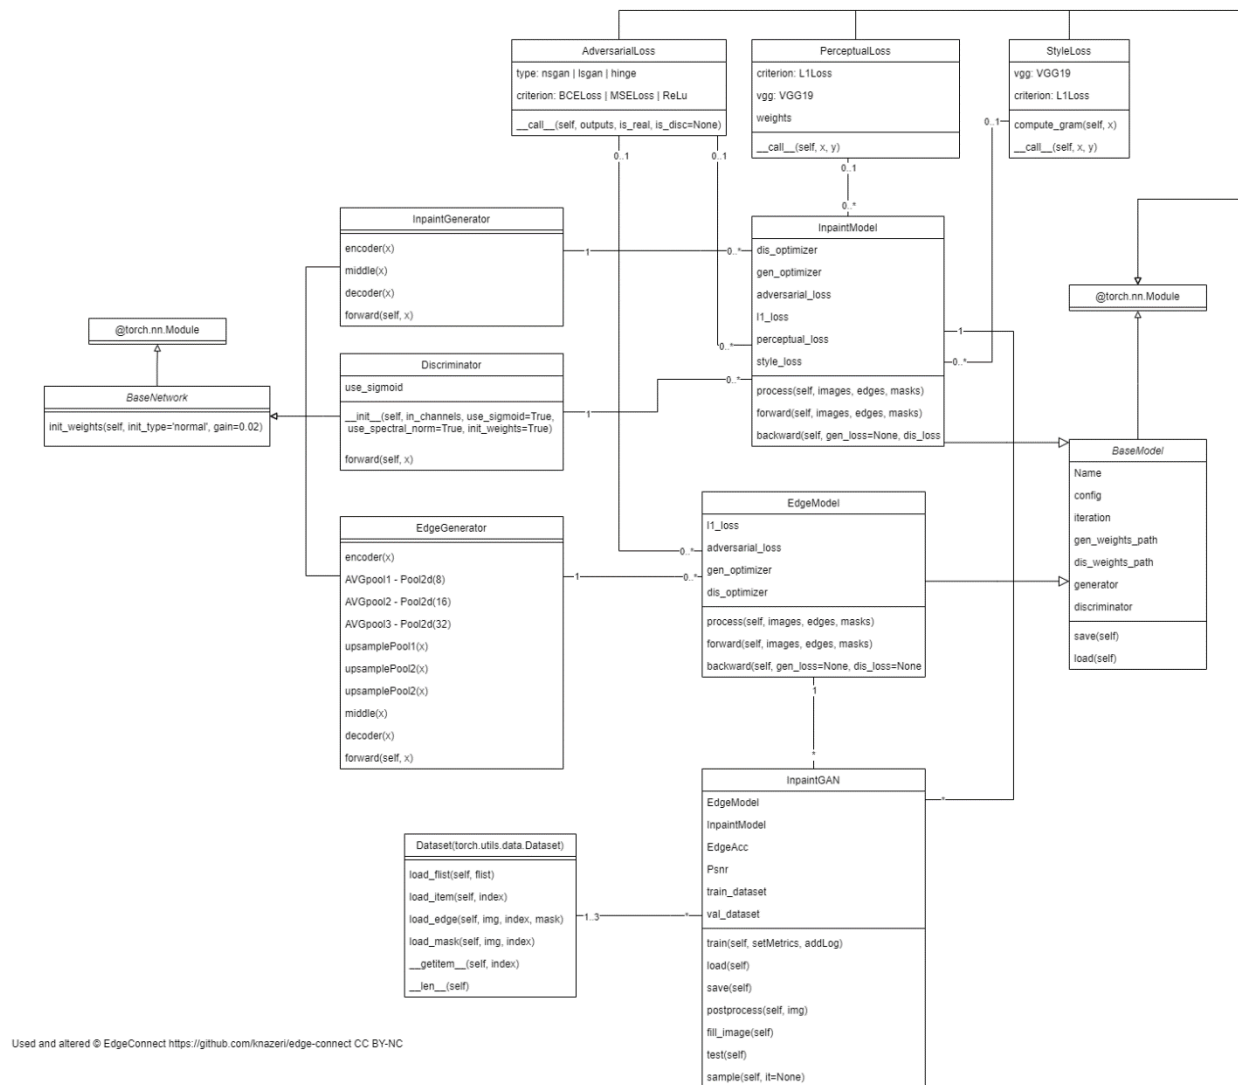 AdversarialLoss
type: nsgan | lsgan | hinge
criterion: BCELoss | MSELoss | ReLu
__call__(self, outputs, is_real, is_disc=None)
PerceptualLoss
criterion: L1Loss
vgg: VGG19
weights
__call__(self, x, y)
StyleLoss
vgg: VGG19
criterion: L1Loss
compute_gram(self, x)
__call__(self, x, y)
0..1
0..1
0..1
0..1
0..*
InpaintGenerator
encoder(x)
middle(x)
decoder(x)
forward(self, x)
1
0..*
InpaintModel
dis_optimizer
gen_optimizer
adversarial_loss
l1_loss
perceptual_loss
style_loss
process(self, images, edges, masks)
forward(self, images, edges, masks)
backward(self, gen_loss=None, dis_loss
1
0..*
0..*
0..*
1
@torch.nn.Module
@torch.nn.Module
BaseNetwork
init_weights(self, init_type='normal', gain=0.02)
Discriminator
use_sigmoid
__init__(self, in_channels, use_sigmoid=True,
use_spectral_norm=True, init_weights=True)
forward(self, x)
BaseModel
Name
config
iteration
gen_weights_path
dis_weights_path
generator
discriminator
save(self)
load(self)
EdgeGenerator
encoder(x)
AVGpool1 - Pool2d(8)
AVGpool2 - Pool2d(16)
AVGpool3 - Pool2d(32)
upsamplePool1(x)
upsamplePool2(x)
upsamplePool2(x)
middle(x)
decoder(x)
forward(self, x)
1
0..*
0..*
EdgeModel
l1_loss
adversarial_loss
gen_optimizer
dis_optimizer
process(self, images, edges, masks)
forward(self, images, edges, masks)
backward(self, gen_loss=None, dis_loss=None
1
*
InpaintGAN
EdgeModel
InpaintModel
EdgeAcc
Psnr
train_dataset
val_dataset
train(self, setMetrics, addLog)
load(self)
save(self)
postprocess(self, img)
fill_image(self)
test(self)
sample(self, it=None)
*
Dataset(torch.utils.data.Dataset)
load_flist(self, flist)
load_item(self, index)
load_edge(self, img, index, mask)
load_mask(self, img, index)
__getitem__(self, index)
__len__(self)
1..3
*
Used and altered © EdgeConnect https://github.com/knazeri/edge-connect CC BY-NC